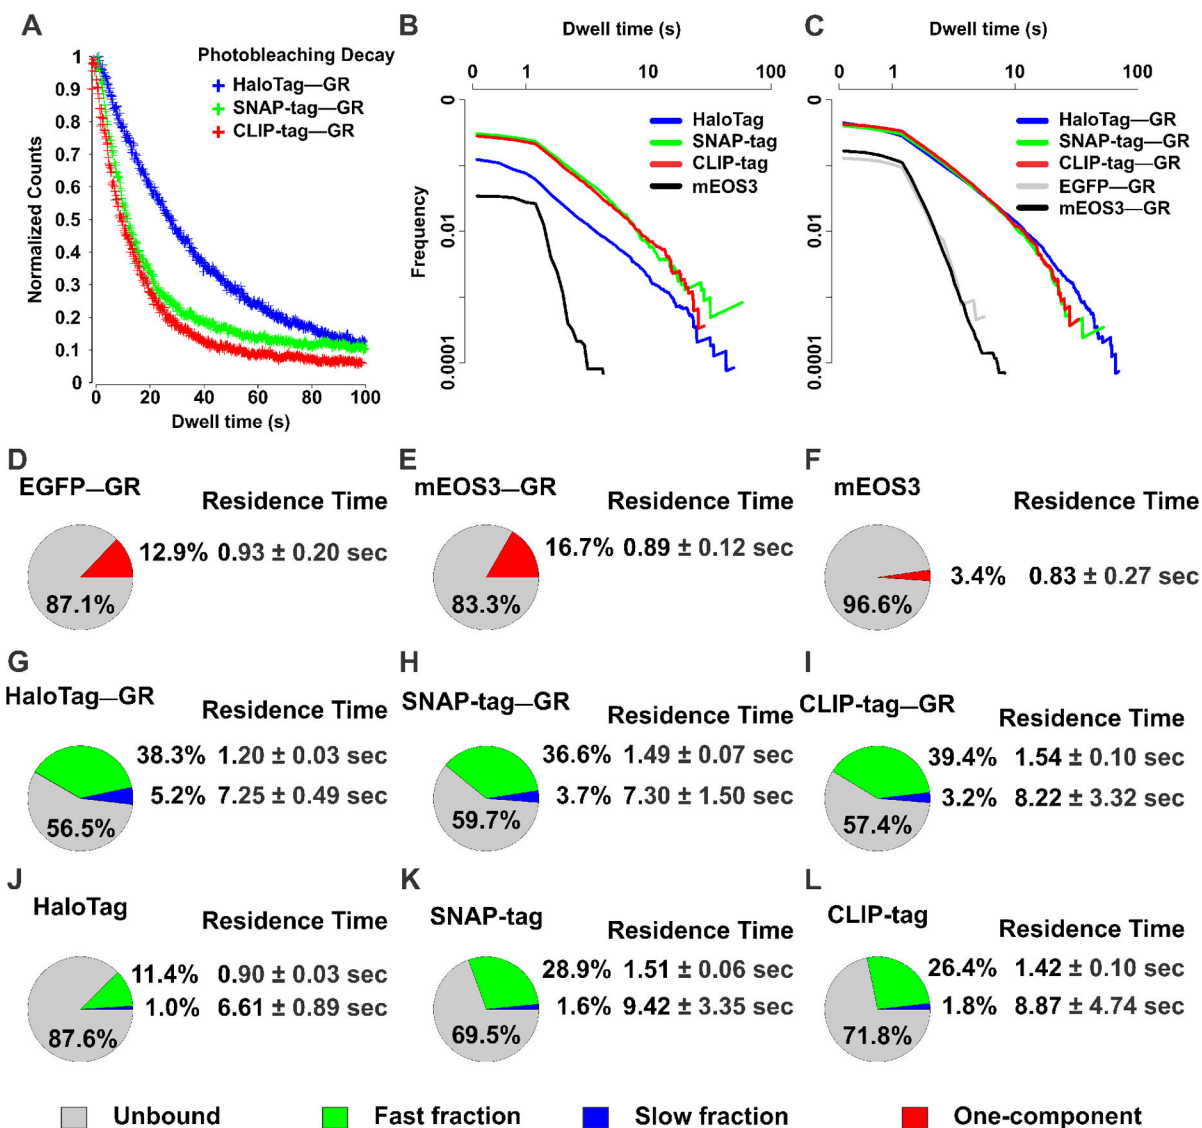 A
Photobleaching Decay
HaloTag—GR
SNAP-tag—GR
CLIP-tag—GR
Normalized Counts
1
0.9
0.8
0.7
0.6
0.5
0.4
0.3
0.2
0.1
0
0 20 40 60 80 100
Dwell time (s)
B
Dwell time (s)
0 1 10 100
HaloTag
SNAP-tag
CLIP-tag
mEOS3
Frequency
0
0.01
0.0001
C
Dwell time (s)
0 1 10 100
HaloTag—GR
SNAP-tag—GR
CLIP-tag—GR
EGFP—GR
mEOS3—GR
0
0.01
0.0001
D
EGFP—GR
Residence Time
12.9% 0.93 ± 0.20 sec
87.1%
E
mEOS3—GR
Residence Time
16.7% 0.89 ± 0.12 sec
83.3%
F
mEOS3
Residence Time
3.4% 0.83 ± 0.27 sec
96.6%
G
HaloTag—GR
Residence Time
38.3% 1.20 ± 0.03 sec
5.2% 7.25 ± 0.49 sec
56.5%
H
SNAP-tag—GR
Residence Time
36.6% 1.49 ± 0.07 sec
3.7% 7.30 ± 1.50 sec
59.7%
I
CLIP-tag—GR
Residence Time
39.4% 1.54 ± 0.10 sec
3.2% 8.22 ± 3.32 sec
57.4%
J
HaloTag
Residence Time
11.4% 0.90 ± 0.03 sec
1.0% 6.61 ± 0.89 sec
87.6%
K
SNAP-tag
Residence Time
28.9% 1.51 ± 0.06 sec
1.6% 9.42 ± 3.35 sec
69.5%
L
CLIP-tag
Residence Time
26.4% 1.42 ± 0.10 sec
1.8% 8.87 ± 4.74 sec
71.8%
Unbound Fast fraction Slow fraction One-component